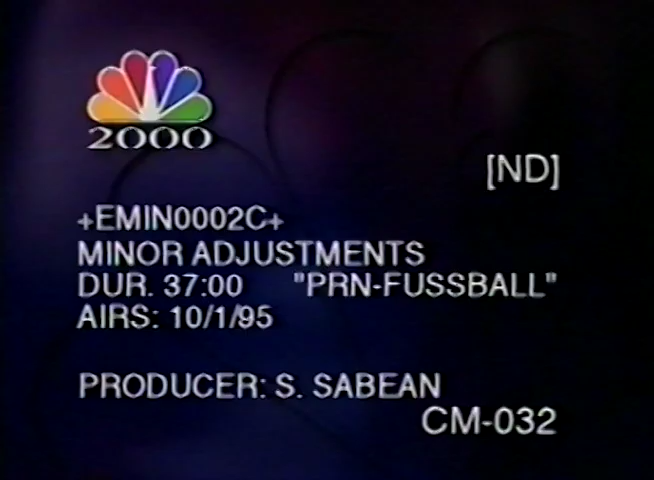 2000
[ND]
+EMIN0002C+
MINOR ADJUSTMENTS
DUR. 37:00 "PRN-FUSSBALL"
AIRS: 10/1/95
PRODUCER: S. SABEAN
CM-032